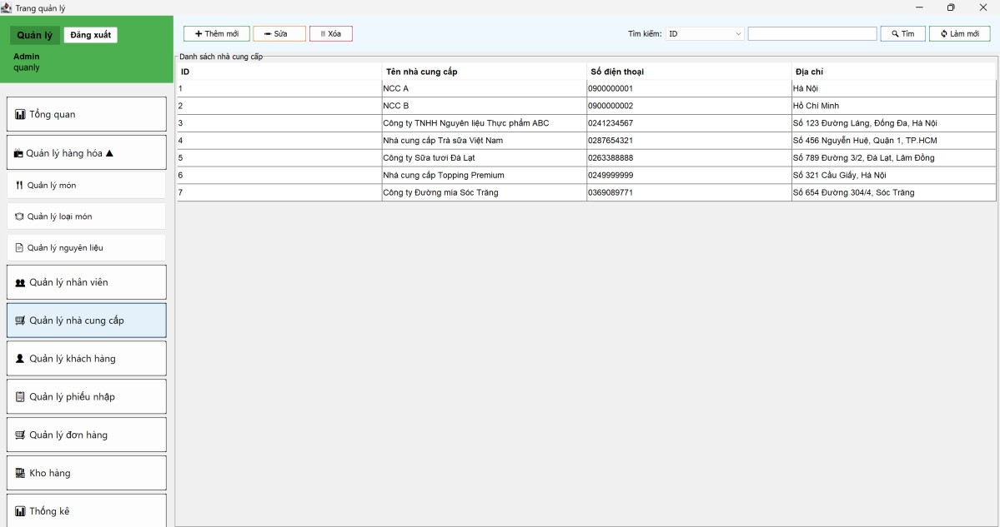 Trang quản lý
Quản lý Đăng xuất
Admin
quanly
Tổng quan
Quản lý hàng hóa ▲
Quản lý món
Quản lý loại món
Quản lý nguyên liệu
Quản lý nhân viên
Quản lý nhà cung cấp
Quản lý khách hàng
Quản lý phiếu nhập
Quản lý đơn hàng
Kho hàng
Thống kê
Thêm mới Sửa Xóa Tìm kiếm: ID Tìm Làm mới
Danh sách nhà cung cấp
ID Tên nhà cung cấp Số điện thoại Địa chỉ
1 NCC A 0900000001 Hà Nội
2 NCC B 0900000002 Hồ Chí Minh
3 Công ty TNHH Nguyên liệu Thực phẩm ABC 0241234567 Số 123 Đường Láng, Đống Đa, Hà Nội
4 Nhà cung cấp Trà sữa Việt Nam 0287654321 Số 456 Nguyễn Huệ, Quận 1, TP.HCM
5 Công ty Sữa tươi Đà Lạt 0263388888 Số 789 Đường 3/2, Đà Lạt, Lâm Đồng
6 Nhà cung cấp Topping Premium 0249999999 Số 321 Cầu Giấy, Hà Nội
7 Công ty Đường mía Sóc Trăng 0369089771 Số 654 Đường 304/4, Sóc Trăng